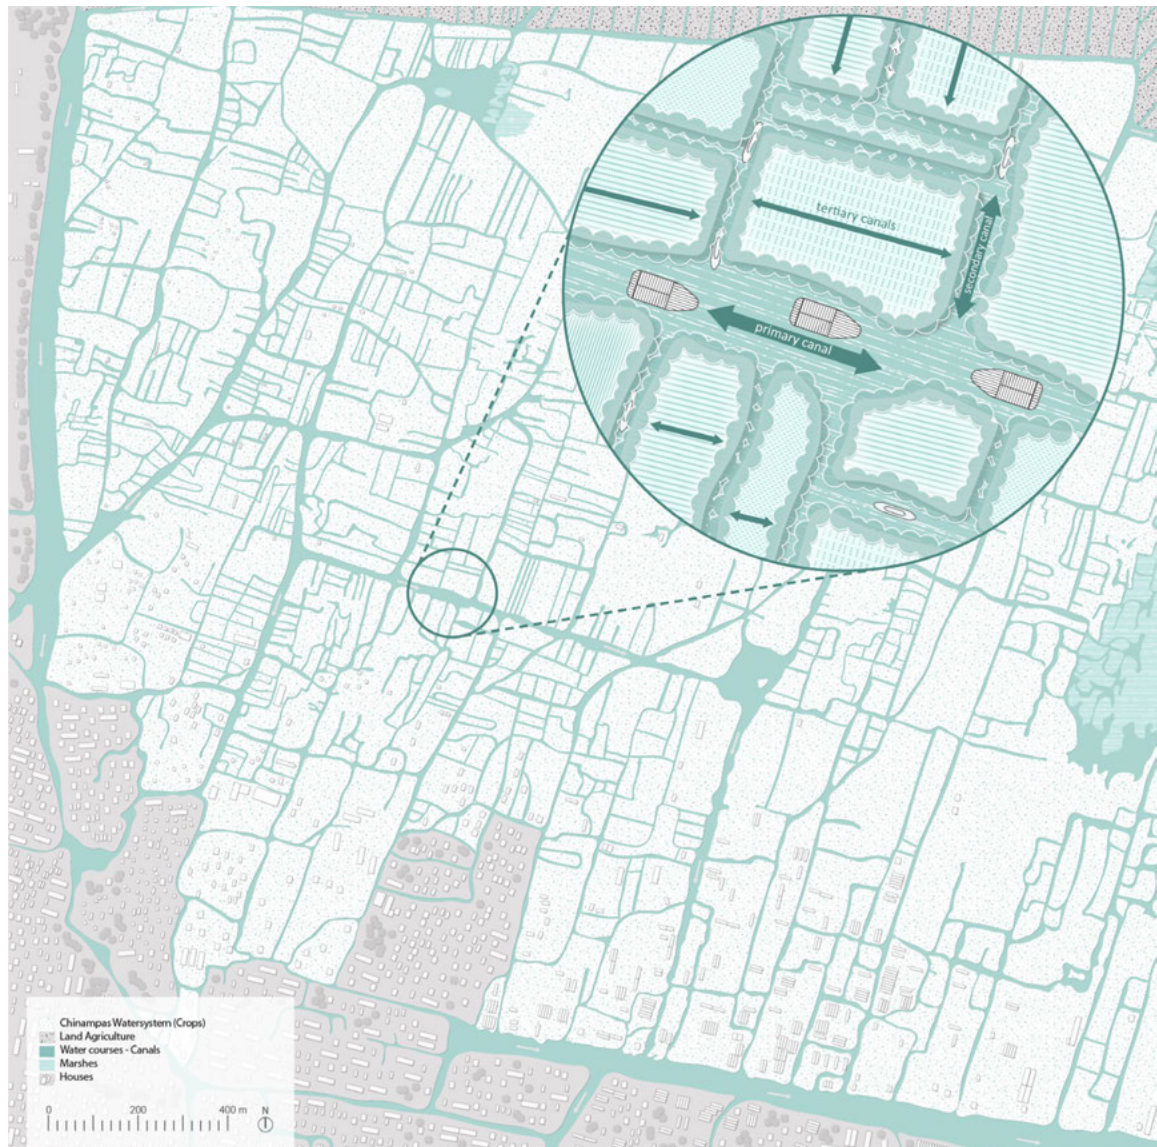 tertiary canals
secondary canal
primary canal
Chinampas Watersystem (Crops)
Land Agriculture
Water courses - Canals
Marshes
Houses
0 200 400 m N